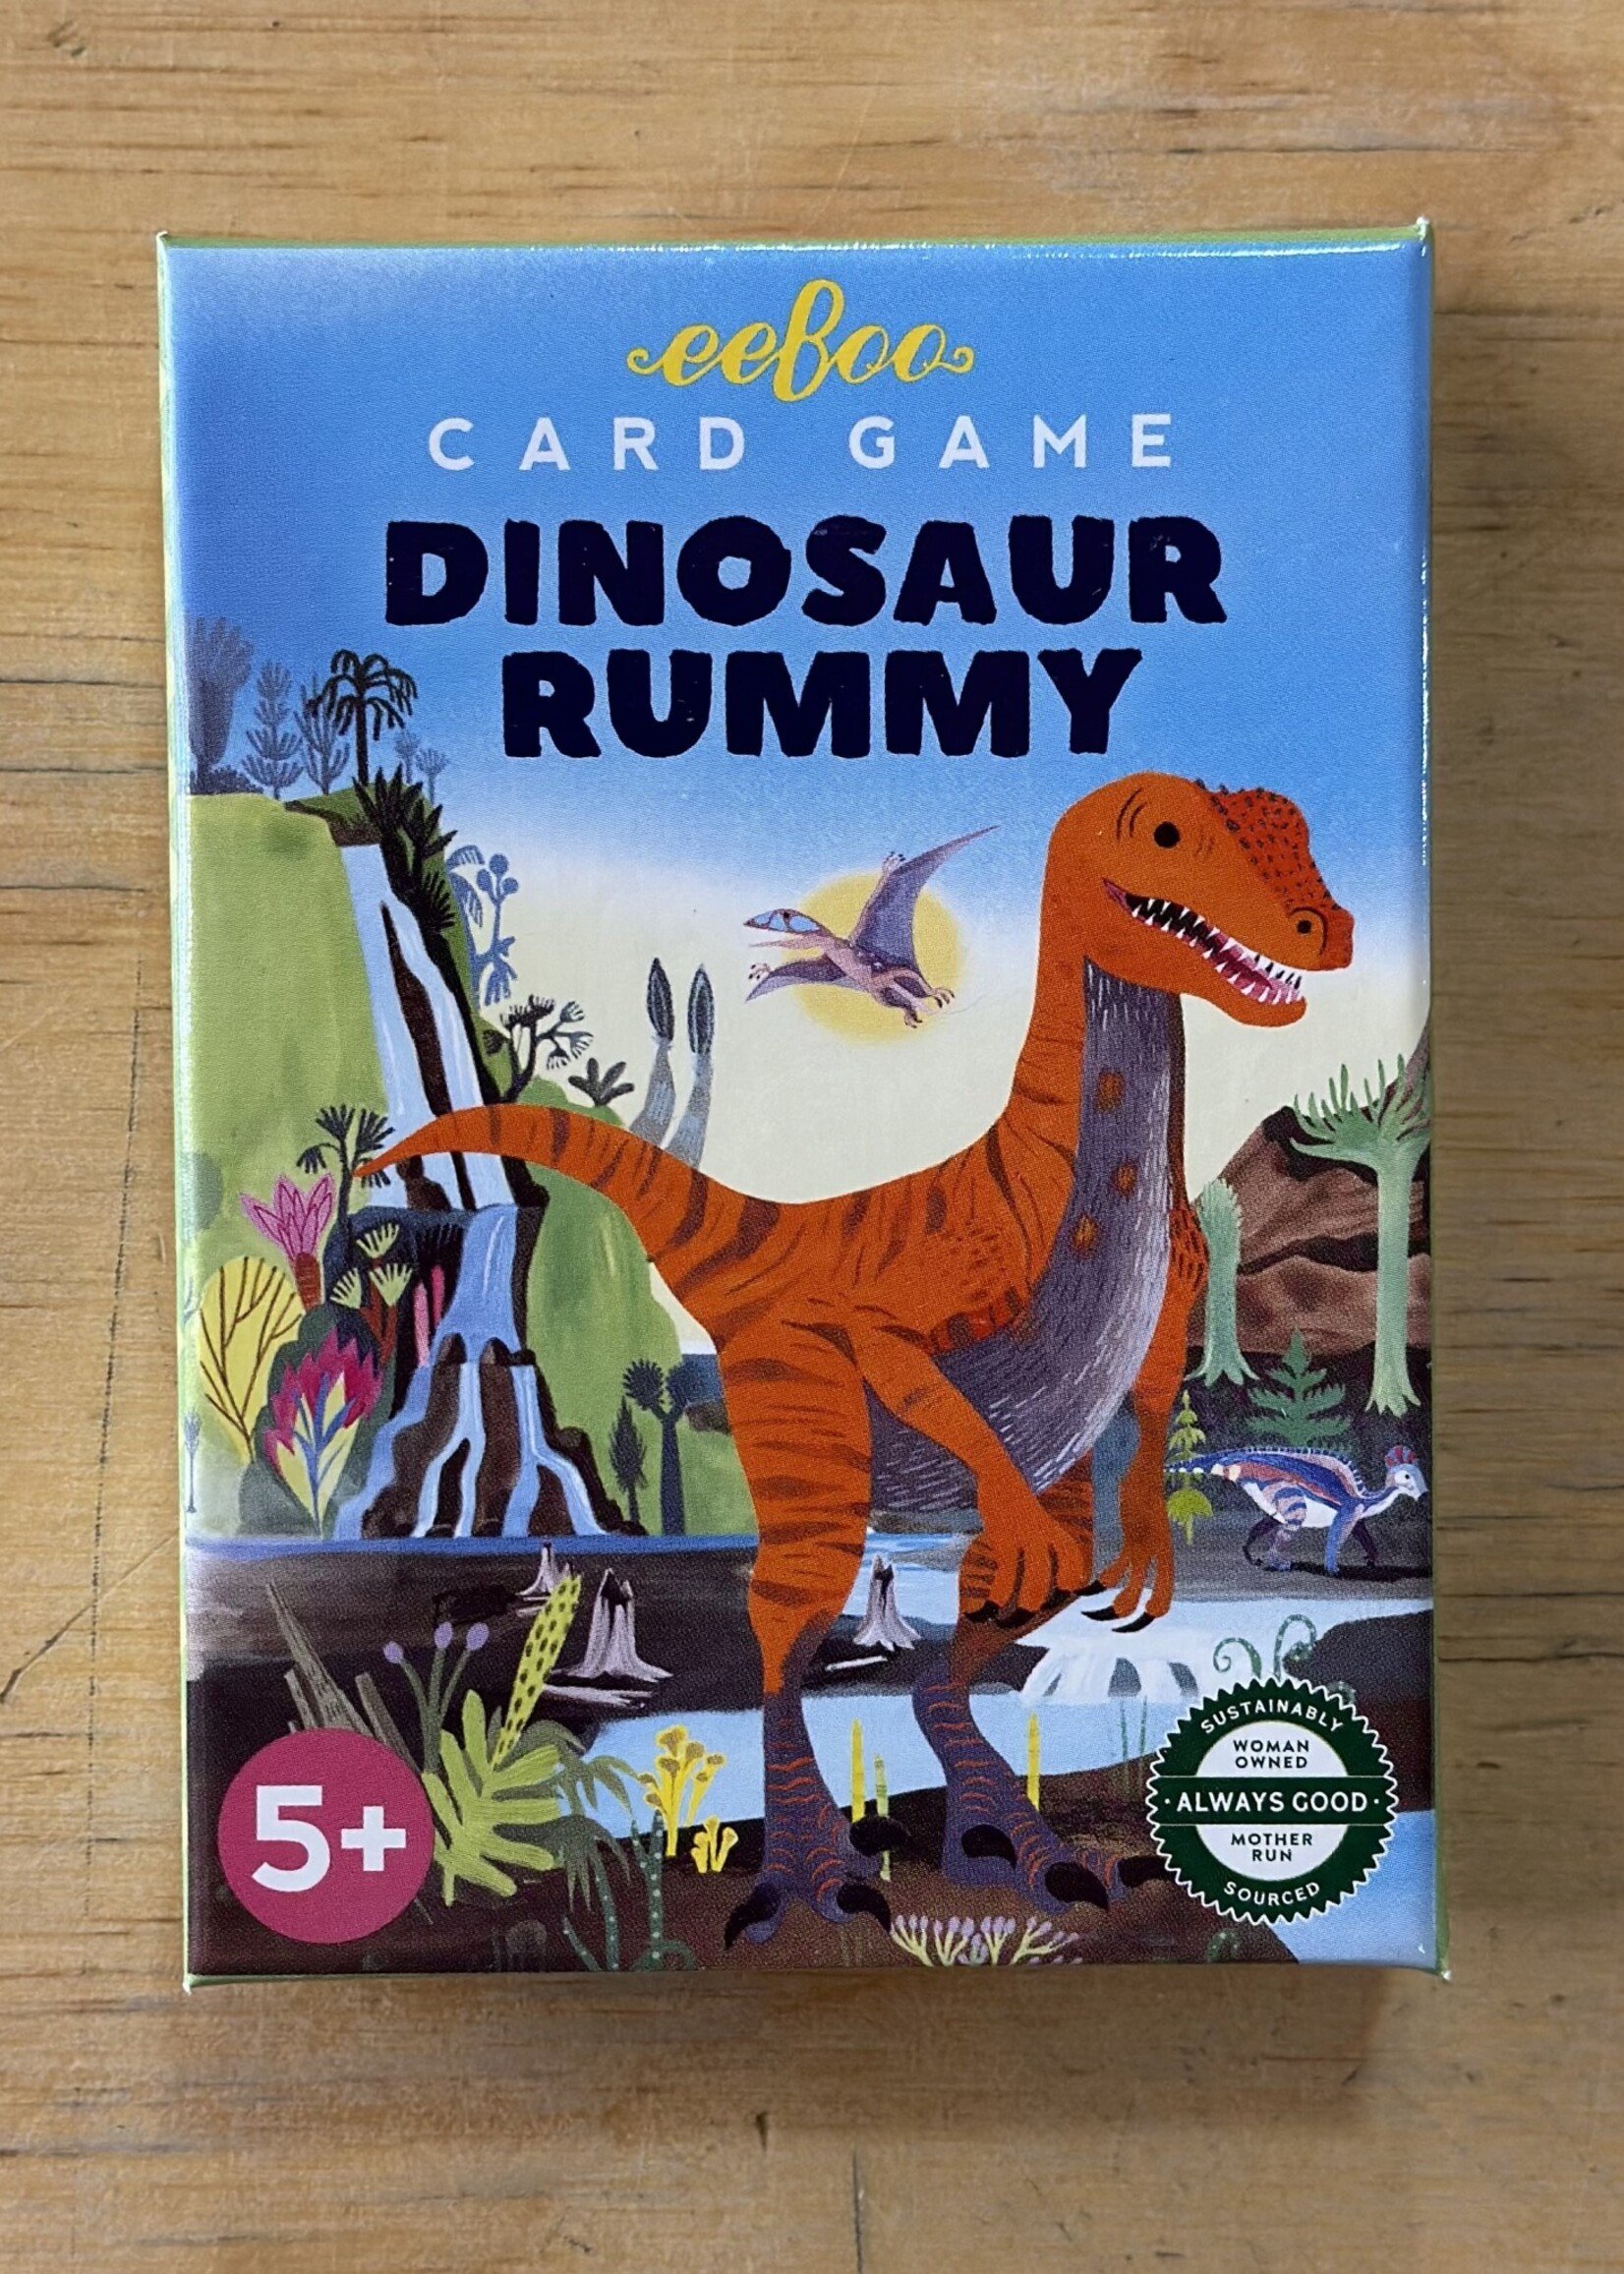 eeboo
CARD GAME
DINOSAUR
RUMMY
5+
SUSTAINABLY
WOMAN
OWNED
· ALWAYS GOOD ·
MOTHER
RUN
SOURCED